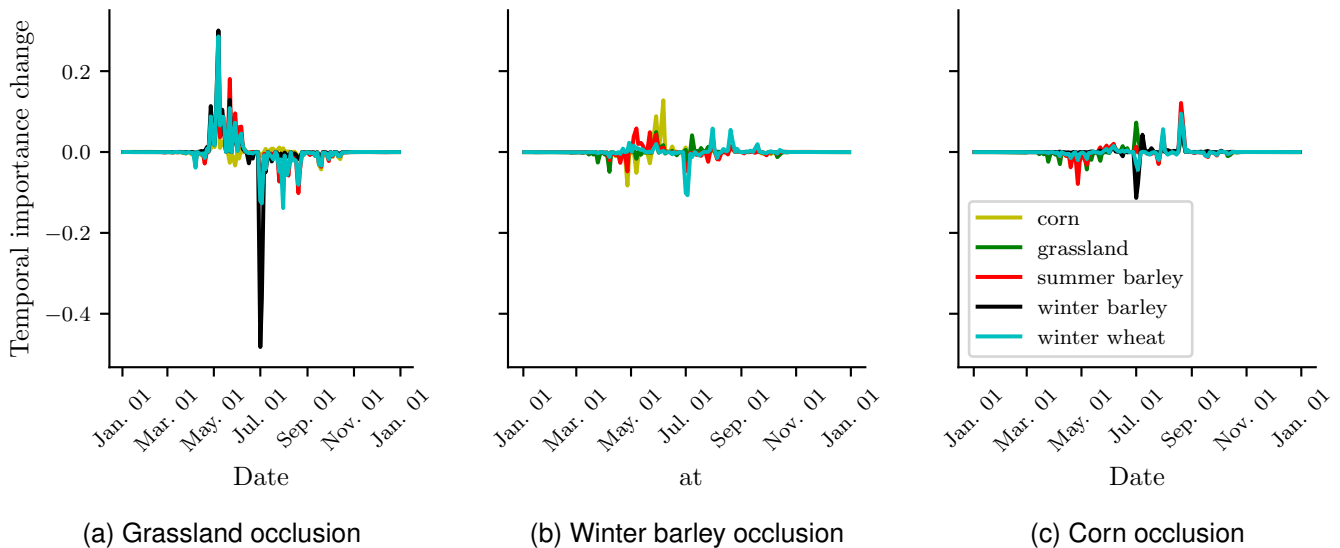 Temporal importance change
0.2
0.0
−0.2
−0.4
Jan. 01
Mar. 01
May. 01
Jul. 01
Sep. 01
Nov. 01
Jan. 01
Date
(a) Grassland occlusion
Jan. 01
Mar. 01
May. 01
Jul. 01
Sep. 01
Nov. 01
Jan. 01
at
(b) Winter barley occlusion
corn
grassland
summer barley
winter barley
winter wheat
Jan. 01
Mar. 01
May. 01
Jul. 01
Sep. 01
Nov. 01
Jan. 01
Date
(c) Corn occlusion